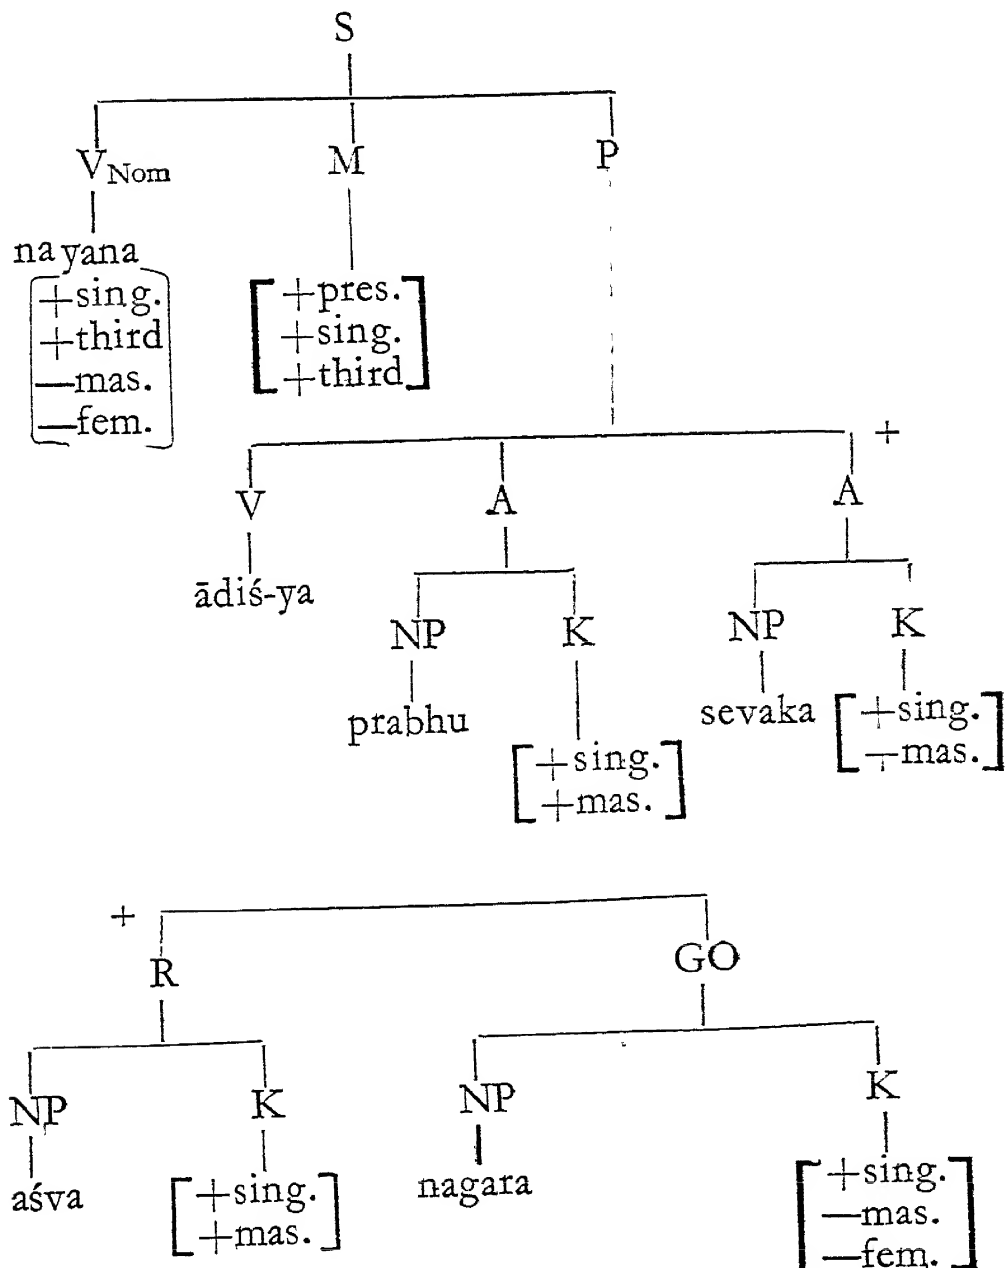 S
V Nom M P
nayana
+sing. +pres.
+third +sing.
—mas. +third
—fem.
+
V A A
ādiś-ya
NP K NP K
prabhu sevaka +sing.
+mas.
+sing.
+mas.
+
R GO
NP K NP K
aśva +sing. nagara +sing.
+mas. —mas.
—fem.